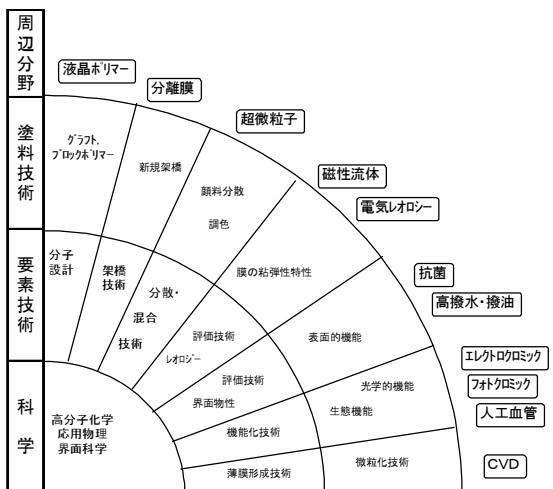 周辺分野
液晶ﾎﾟﾘﾏｰ
分離膜
超微粒子
磁性流体
電気ﾚｵﾛｼｰ
抗菌
高撥水・撥油
ｴﾚｸﾄﾛｸﾛﾐｯｸ
ﾌｫﾄｸﾛﾐｯｸ
人工血管
CVD
塗料技術
ｸﾞﾗﾌﾄ,
ﾌﾞﾛｯｸﾎﾟﾘﾏｰ
新規架橋
顔料分散
調色
膜の粘弾性特性
表面的機能
光学的機能
生態機能
微粒化技術
要素技術
分子
設計
架橋
技術
分散・
混合
技術
評価技術
ﾚｵﾛｼﾞｰ
評価技術
界面物性
機能化技術
薄膜形成技術
科学
高分子化学
応用物理
界面科学